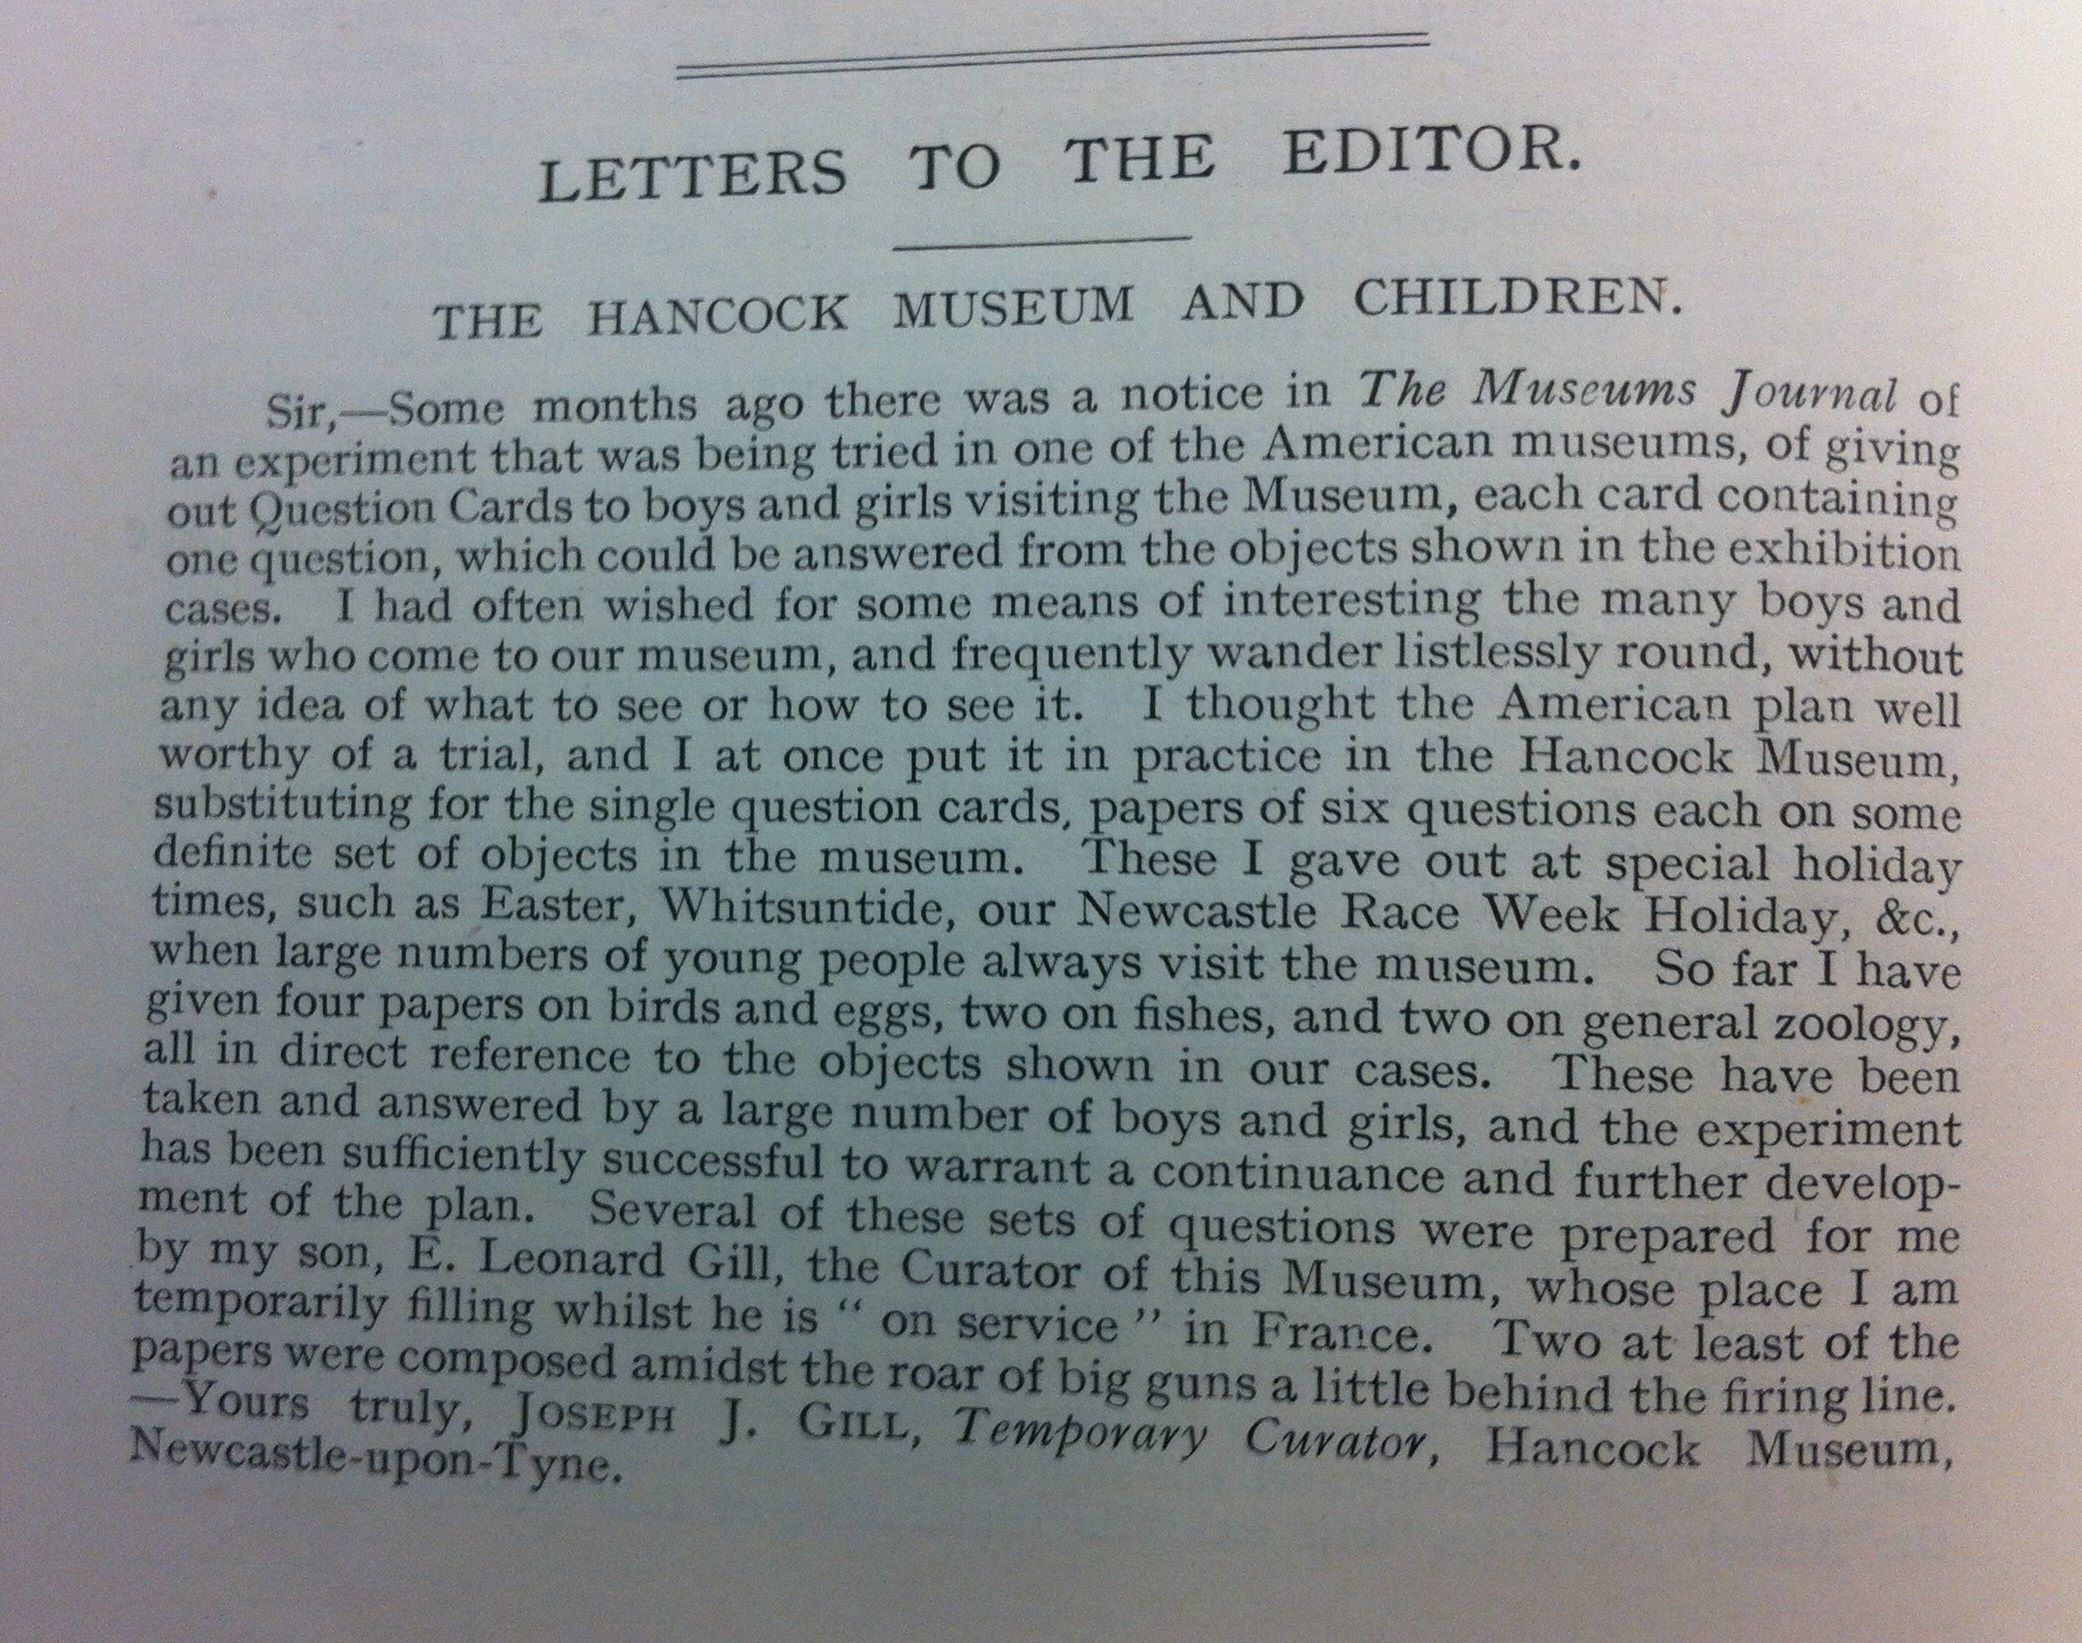 LETTERS TO THE EDITOR.
THE HANCOCK MUSEUM AND CHILDREN.
Sir,—Some months ago there was a notice in The Museums Journal of
an experiment that was being tried in one of the American museums, of giving
out Question Cards to boys and girls visiting the Museum, each card containing
one question, which could be answered from the objects shown in the exhibition
cases. I had often wished for some means of interesting the many boys and
girls who come to our museum, and frequently wander listlessly round, without
any idea of what to see or how to see it. I thought the American plan well
worthy of a trial, and I at once put it in practice in the Hancock Museum,
substituting for the single question cards, papers of six questions each on some
definite set of objects in the museum. These I gave out at special holiday
times, such as Easter, Whitsuntide, our Newcastle Race Week Holiday, &c.,
when large numbers of young people always visit the museum. So far I have
given four papers on birds and eggs, two on fishes, and two on general zoology,
all in direct reference to the objects shown in our cases. These have been
taken and answered by a large number of boys and girls, and the experiment
has been sufficiently successful to warrant a continuance and further develop-
ment of the plan. Several of these sets of questions were prepared for me
by my son, E. Leonard Gill, the Curator of this Museum, whose place I am
temporarily filling whilst he is “ on service ” in France. Two at least of the
papers were composed amidst the roar of big guns a little behind the firing line.
—Yours truly, JOSEPH J. GILL, Temporary Curator, Hancock Museum,
Newcastle-upon-Tyne.